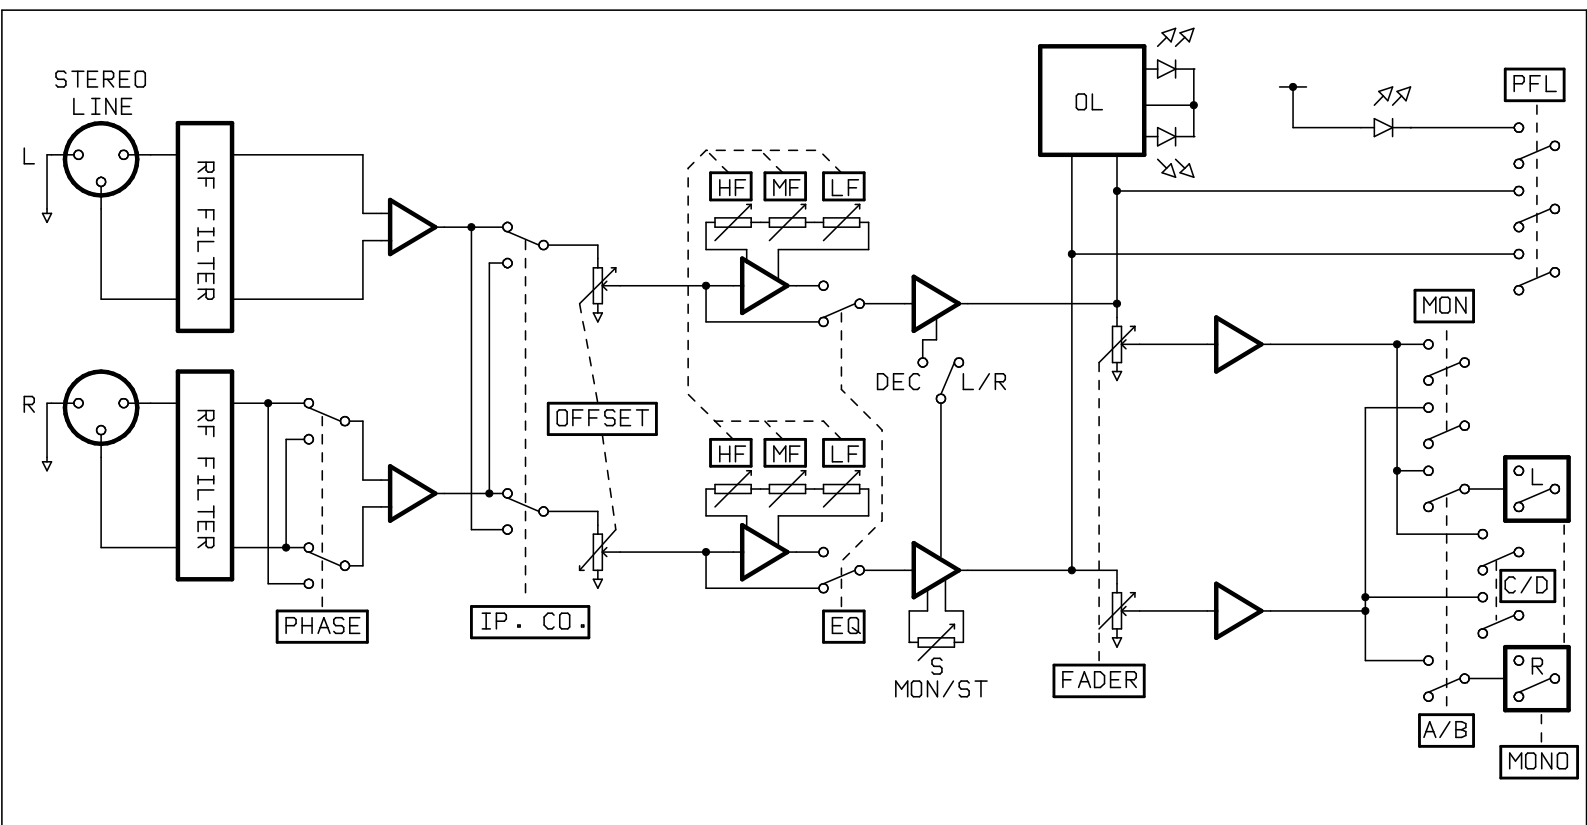 STEREO
LINE
L
RF FILTER
R
RF FILTER
PHASE
IP. CO.
OFFSET
HF
MF
LF
HF
MF
LF
EQ
DEC
L/R
S
MON/ST
OL
FADER
PFL
MON
L
C/D
R
A/B
MONO